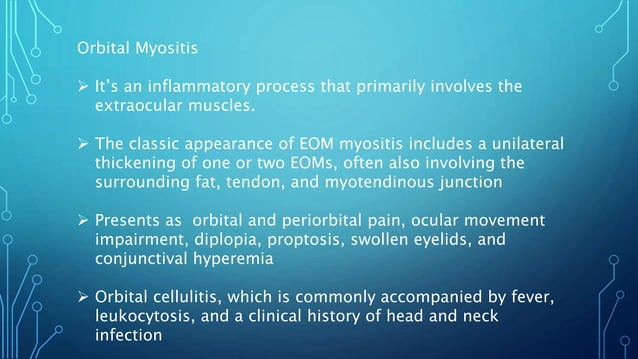 Orbital Myositis
➢ It's an inflammatory process that primarily involves the
extraocular muscles.
➢ The classic appearance of EOM myositis includes a unilateral
thickening of one or two EOMs, often also involving the
surrounding fat, tendon, and myotendinous junction
➢ Presents as orbital and periorbital pain, ocular movement
impairment, diplopia, proptosis, swollen eyelids, and
conjunctival hyperemia
➢ Orbital cellulitis, which is commonly accompanied by fever,
leukocytosis, and a clinical history of head and neck
infection